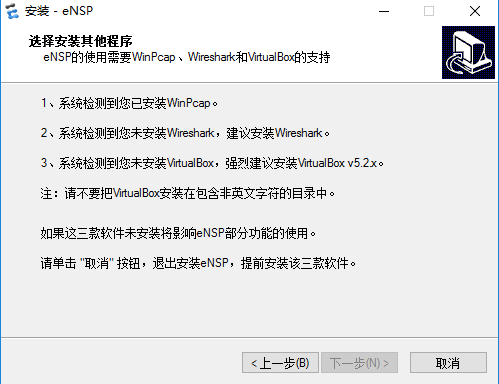 安装 - eNSP
选择安装其他程序
eNSP的使用需要WinPcap、Wireshark和VirtualBox的支持
1、系统检测到您已安装WinPcap。
2、系统检测到您未安装Wireshark，建议安装Wireshark。
3、系统检测到您未安装VirtualBox，强烈建议安装VirtualBox v5.2.x。
注：请不要把VirtualBox安装在包含非英文字符的目录中。
如果这三款软件未安装将影响eNSP部分功能的使用。
请单击 "取消" 按钮，退出安装eNSP，提前安装该三款软件。
< 上一步(B) 下一步(N) > 取消